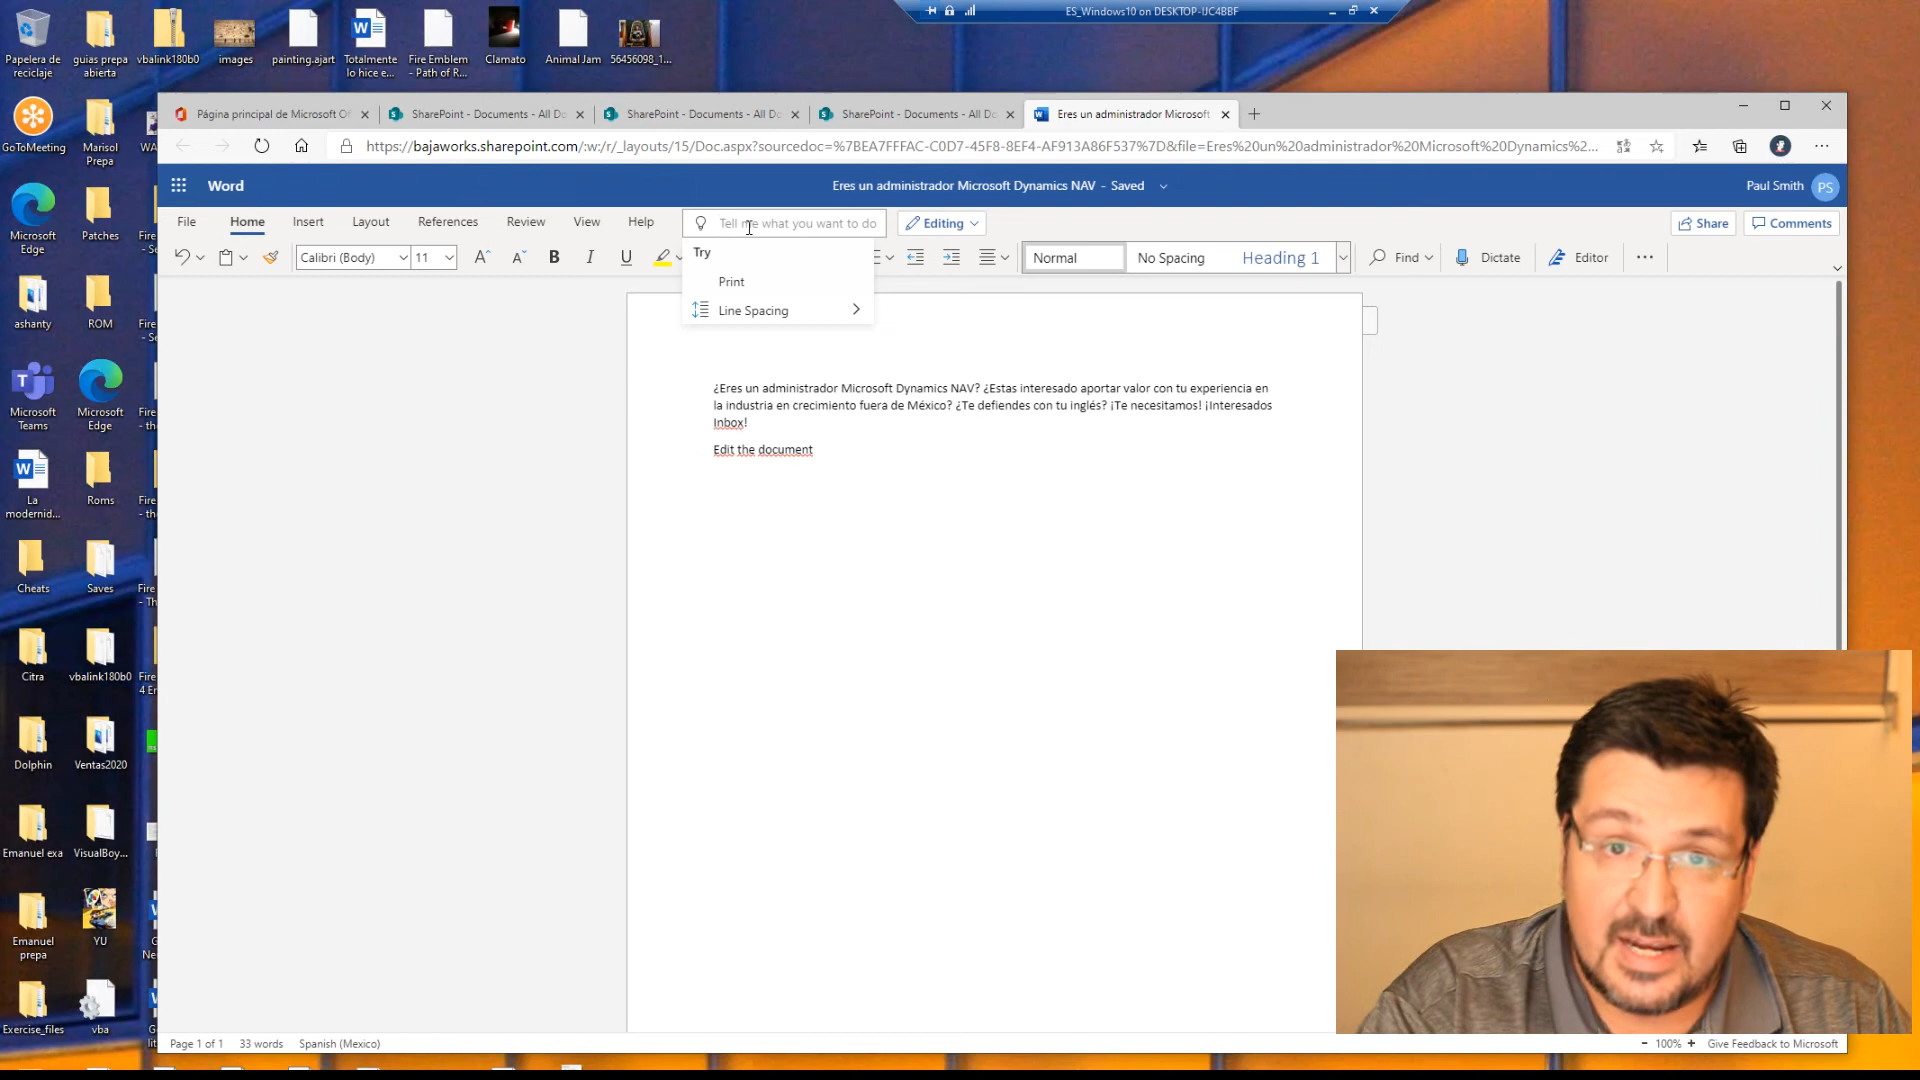 ES_Windows10 on DESKTOP-IJC4BBF
Papelera de reciclaje
guias prepa abierta
vbalink180b0
images
painting.ajart
Totalmente lo hice e...
Fire Emblem - Path of R...
Clamato
Animal Jam
56456098_1...
GoToMeeting
Marisol Prepa
Microsoft Edge
Patches
ashanty
ROM
Microsoft Teams
Microsoft Edge
La modernid...
Roms
Cheats
Saves
Citra
vbalink180b0
Dolphin
Ventas2020
Emanuel exa
VisualBoy...
Emanuel prepa
YU
Exercise_files
vba
Página principal de Microsoft Of
SharePoint - Documents - All Do
SharePoint - Documents - All Do
SharePoint - Documents - All Do
Eres un administrador Microsoft
https://bajaworks.sharepoint.com/:w:/r/_layouts/15/Doc.aspx?sourcedoc=%7BEA7FFFAC-C0D7-45F8-8EF4-AF913A86F537%7D&file=Eres%20un%20administrador%20Microsoft%20Dynamics%2...
Word
Eres un administrador Microsoft Dynamics NAV - Saved
Paul Smith
PS
File Home Insert Layout References Review View Help
Tell me what you want to do
Editing
Share
Comments
Calibri (Body) 11
B I U
Normal
No Spacing
Heading 1
Find
Dictate
Editor
Try
Print
Line Spacing
¿Eres un administrador Microsoft Dynamics NAV? ¿Estas interesado aportar valor con tu experiencia en
la industria en crecimiento fuera de México? ¿Te defiendes con tu inglés? ¡Te necesitamos! ¡Interesados
Inbox!
Edit the document
Page 1 of 1
33 words
Spanish (Mexico)
100%
Give Feedback to Microsoft